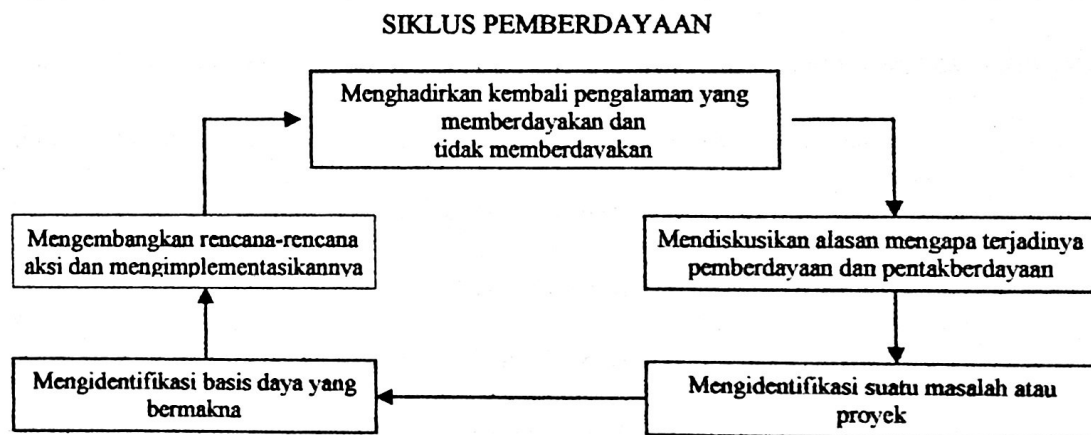 SIKLUS PEMBERDAYAAN
Menghadirkan kembali pengalaman yang
memberdayakan dan
tidak memberdayakan
Mendiskusikan alasan mengapa terjadinya
pemberdayaan dan pentakberdayaan
Mengidentifikasi suatu masalah atau
proyek
Mengidentifikasi basis daya yang
bermakna
Mengembangkan rencana-rencana
aksi dan mengimplementasikannya